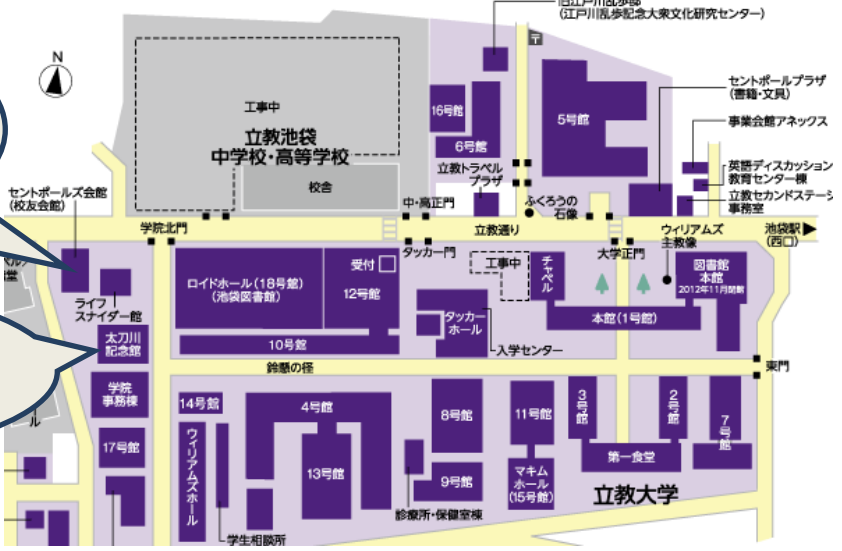 (江戸川乱歩記念大衆文化研究センター)
N
〒
セントポールプラザ
(書籍・文具)
16号館
5号館
工事中
事業会館アネックス
立教池袋
中学校・高等学校
6号館
立教トラベル
プラザ
英語ディスカッション
教育センター棟
校舎
セントポールズ会館
(校友会館)
立教セカンドステージ
事務室
中・高正門
ふくろうの
石像
学院北門
立教通り
ウィリアムズ
主教像
池袋駅
(西口)
タッカー門
大学正門
受付
工事中
チャペル
図書館
本館
2012年11月閉館
ロイドホール(18号館)
(池袋図書館)
12号館
ライフ
スナイダー館
タッカー
ホール
本館(1号館)
太刀川
記念館
10号館
入学センター
鈴懸の径
東門
学院
事務棟
14号館
4号館
8号館
11号館
3号館
2号館
7号館
ル
17号館
ウィリアムズホール
13号館
9号館
マキム
ホール
(15号館)
第一食堂
立教大学
診療所・保健室棟
学生相談所